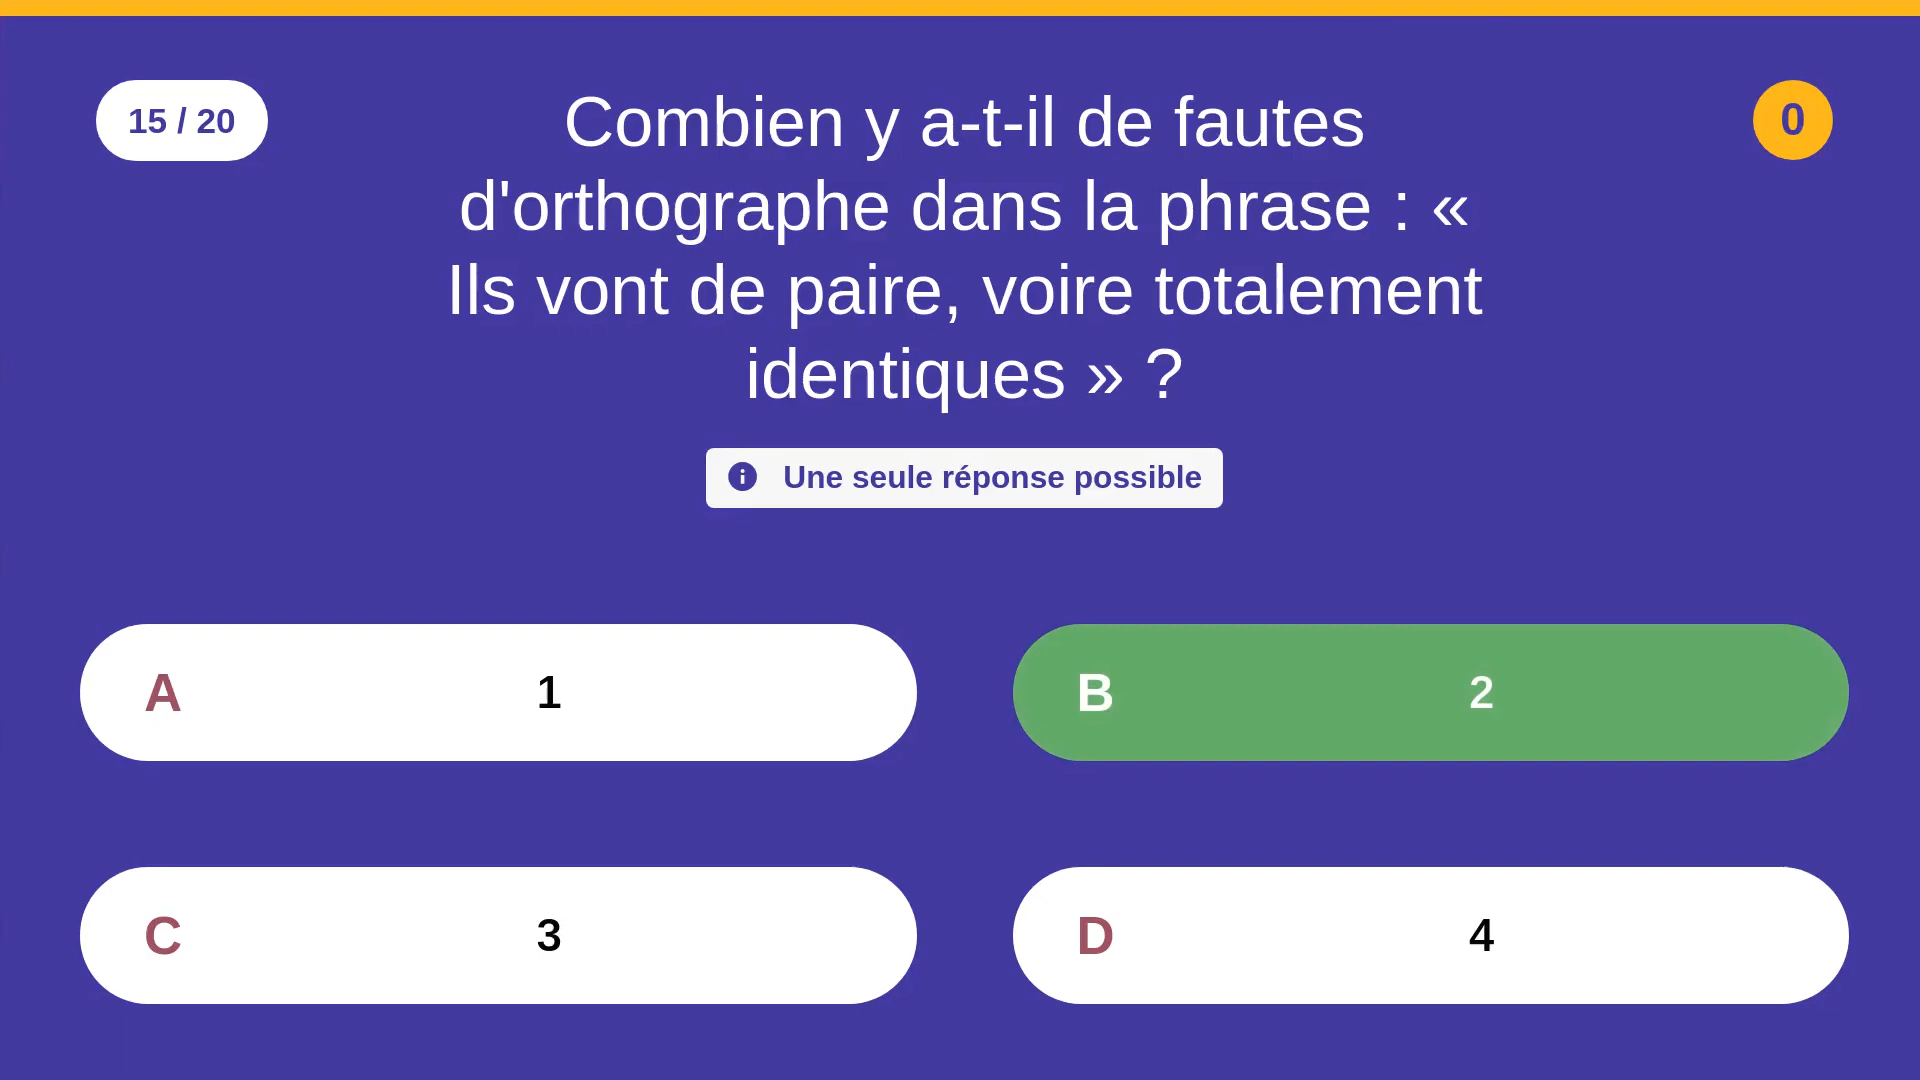 15 / 20
Combien y a-t-il de fautes
d'orthographe dans la phrase : «
Ils vont de paire, voire totalement
identiques » ?
0
Une seule réponse possible
A 1
B 2
C 3
D 4